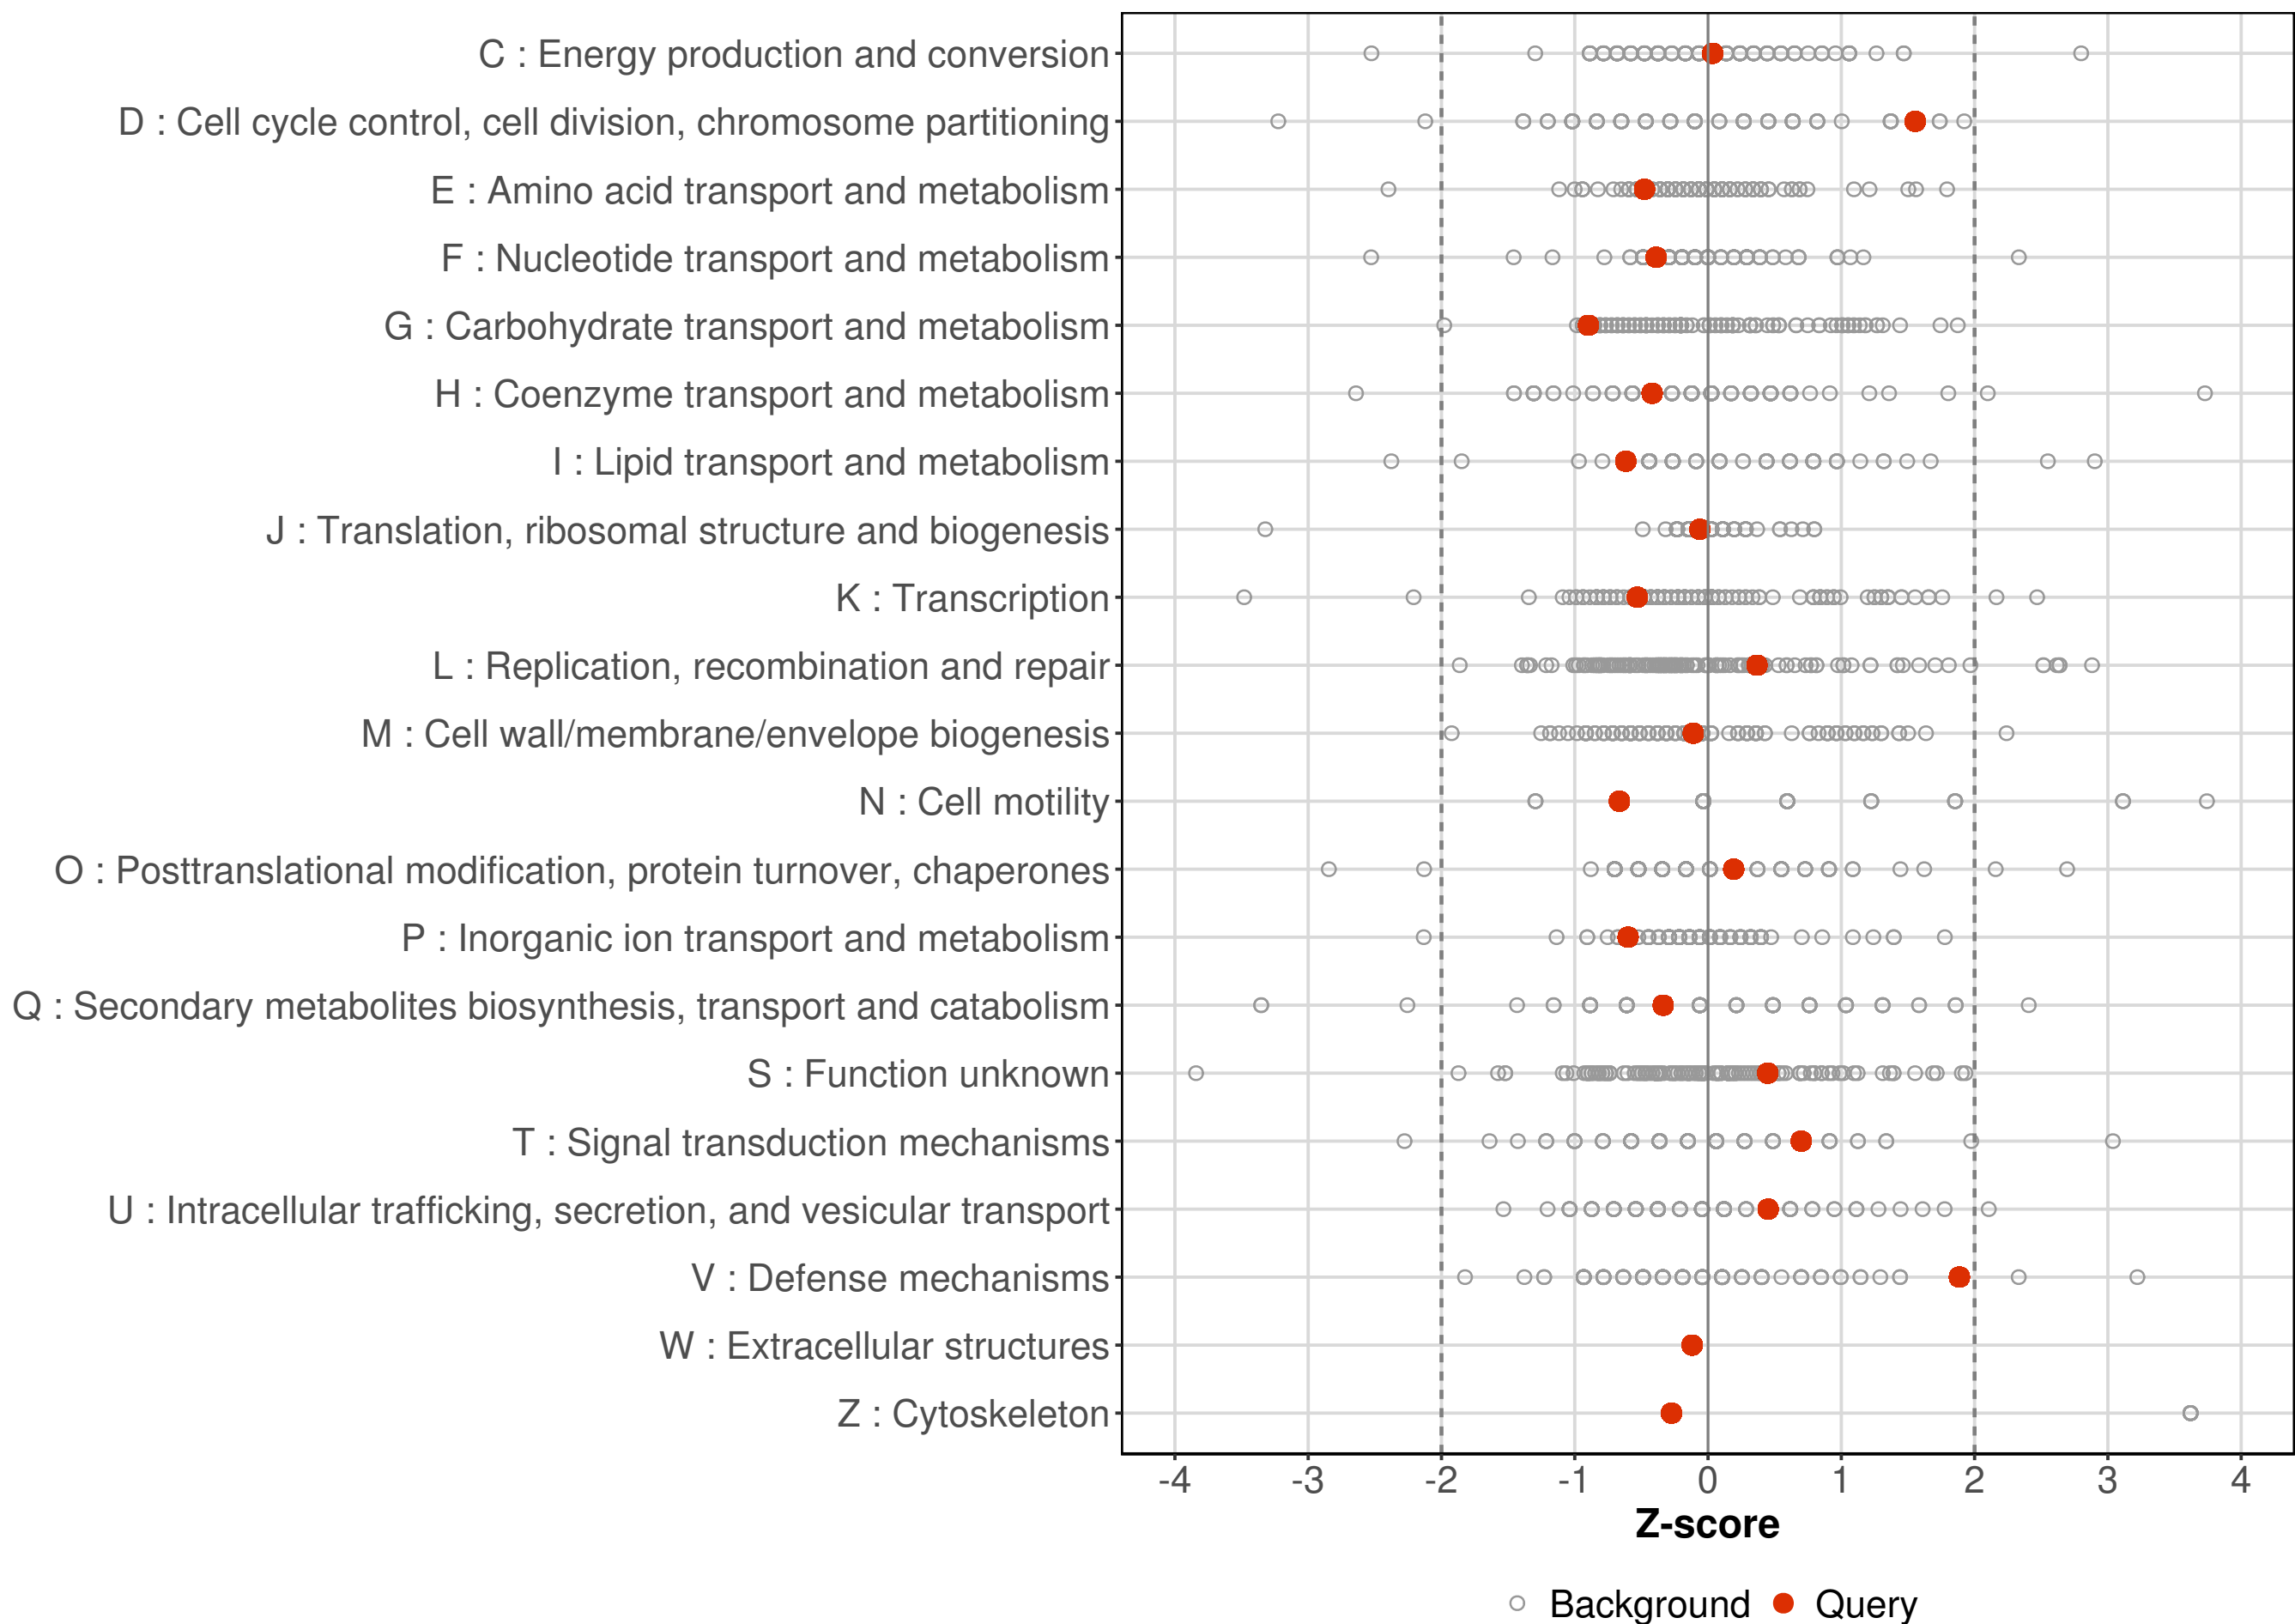 C : Energy production and conversion
D : Cell cycle control, cell division, chromosome partitioning
E : Amino acid transport and metabolism
F : Nucleotide transport and metabolism
G : Carbohydrate transport and metabolism
H : Coenzyme transport and metabolism
I : Lipid transport and metabolism
J : Translation, ribosomal structure and biogenesis
K : Transcription
L : Replication, recombination and repair
M : Cell wall/membrane/envelope biogenesis
N : Cell motility
O : Posttranslational modification, protein turnover, chaperones
P : Inorganic ion transport and metabolism
Q : Secondary metabolites biosynthesis, transport and catabolism
S : Function unknown
T : Signal transduction mechanisms
U : Intracellular trafficking, secretion, and vesicular transport
V : Defense mechanisms
W : Extracellular structures
Z : Cytoskeleton
-4 -3 -2 -1 0 1 2 3 4
Z-score
Background Query